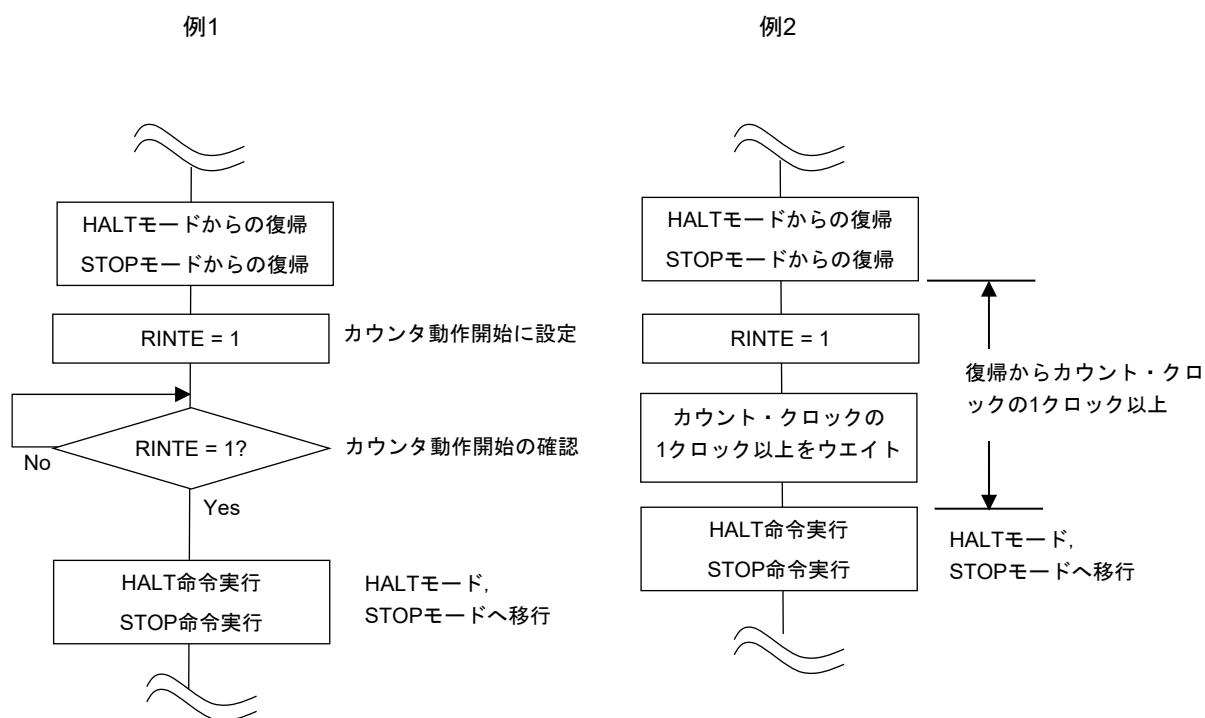 例1
HALTモードからの復帰
STOPモードからの復帰
RINTE = 1
カウンタ動作開始に設定
RINTE = 1?
カウンタ動作開始の確認
No
Yes
HALT命令実行
STOP命令実行
HALTモード,
STOPモードへ移行
例2
HALTモードからの復帰
STOPモードからの復帰
RINTE = 1
復帰からカウント・クロ
ックの1クロック以上
カウント・クロックの
1クロック以上をウエイト
HALT命令実行
STOP命令実行
HALTモード,
STOPモードへ移行